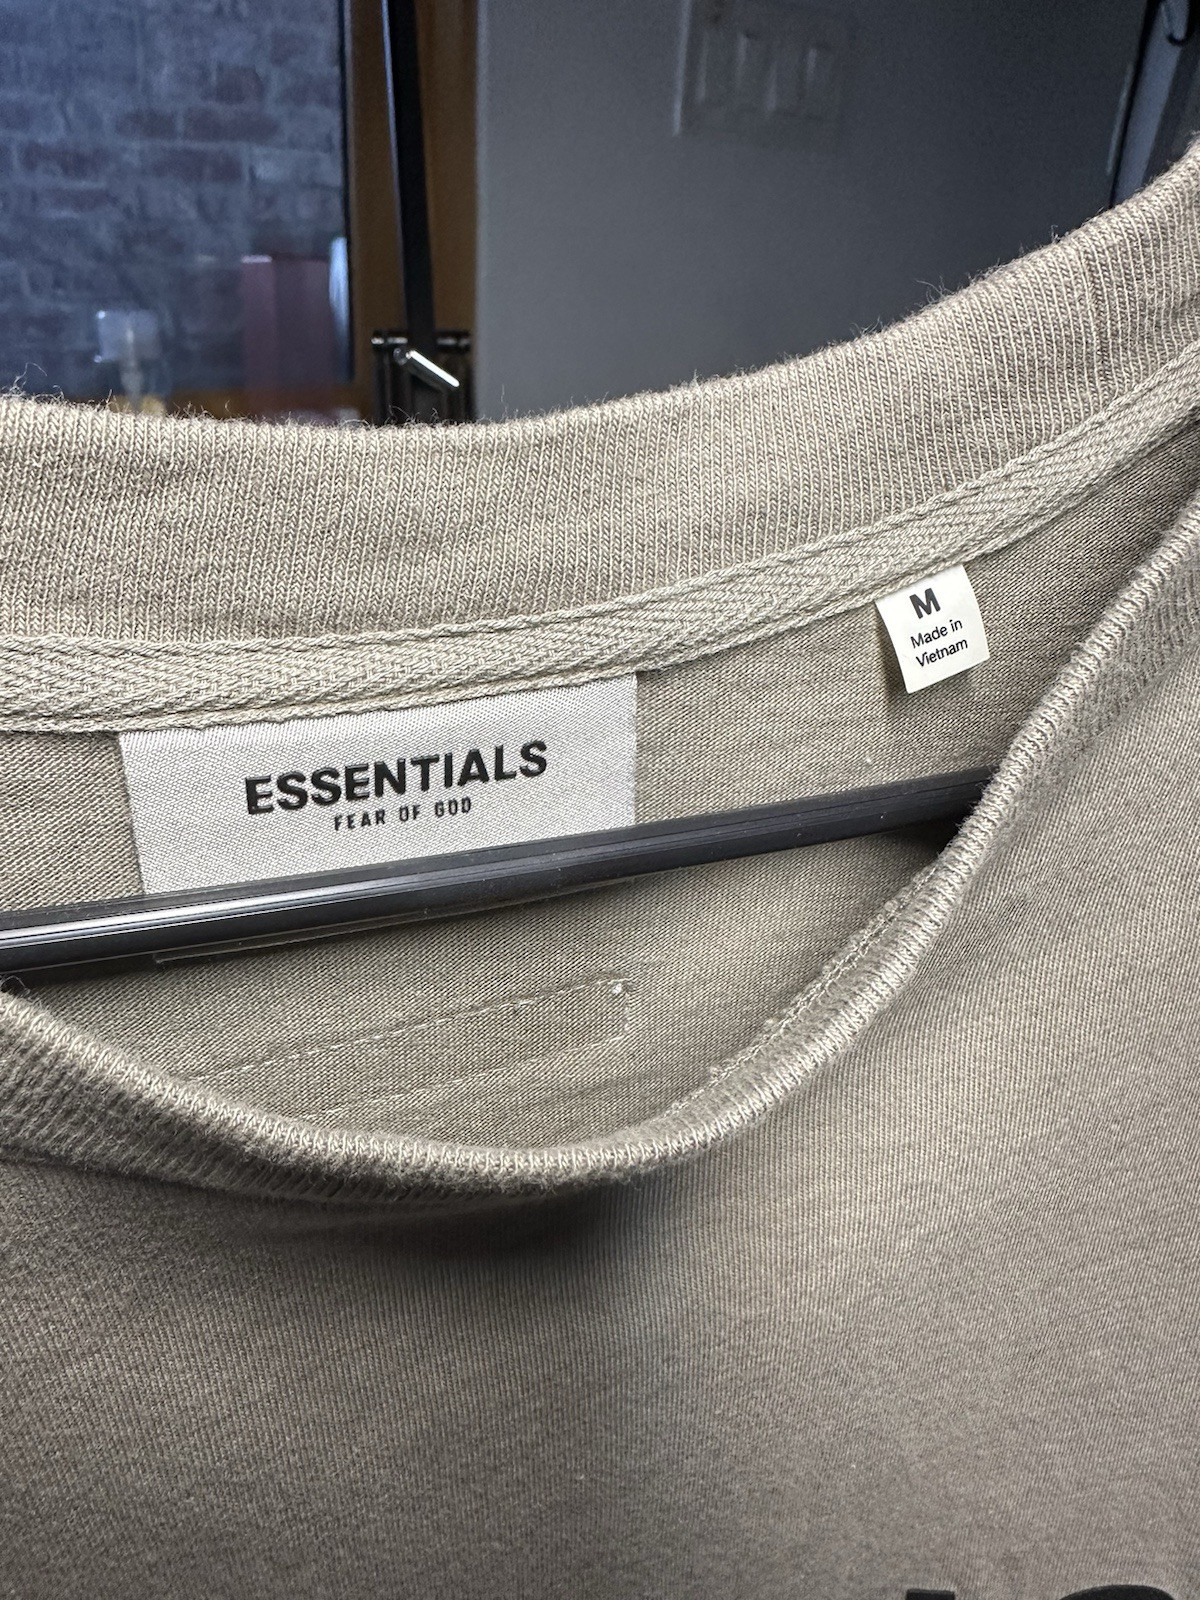 ESSENTIALS
FEAR OF GOD
M
Made in
Vietnam